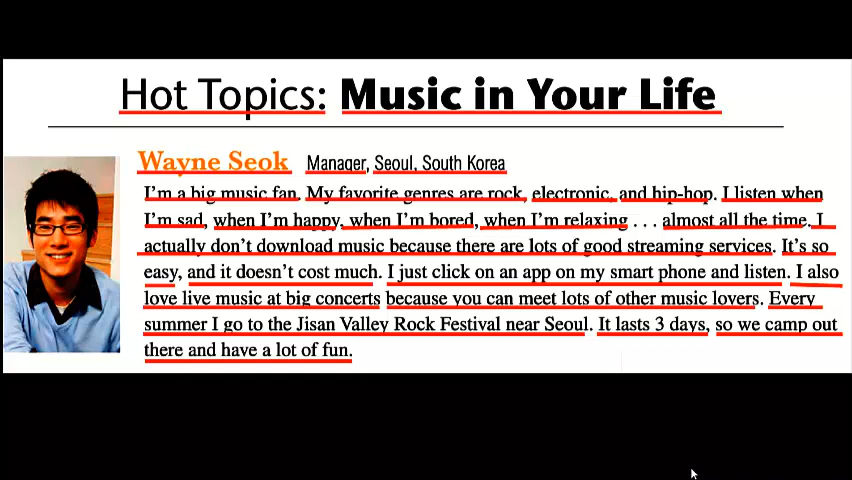 Hot Topics: Music in Your Life
Wayne Seok Manager, Seoul, South Korea
I'm a big music fan. My favorite genres are rock, electronic, and hip-hop. I listen when
I'm sad, when I'm happy, when I'm bored, when I'm relaxing . . . almost all the time. I
actually don't download music because there are lots of good streaming services. It's so
easy, and it doesn't cost much. I just click on an app on my smart phone and listen. I also
love live music at big concerts because you can meet lots of other music lovers. Every
summer I go to the Jisan Valley Rock Festival near Seoul. It lasts 3 days, so we camp out
there and have a lot of fun.